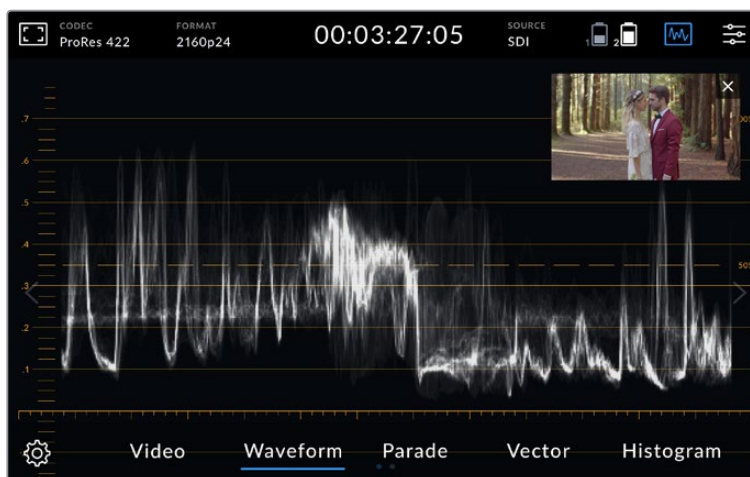 CODEC
ProRes 422
FORMAT
2160p24
00:03:27:05
SOURCE
SDI
1
2
.7
.6
.5
.4
.3
.2
.1
Video
Waveform
Parade
Vector
Histogram